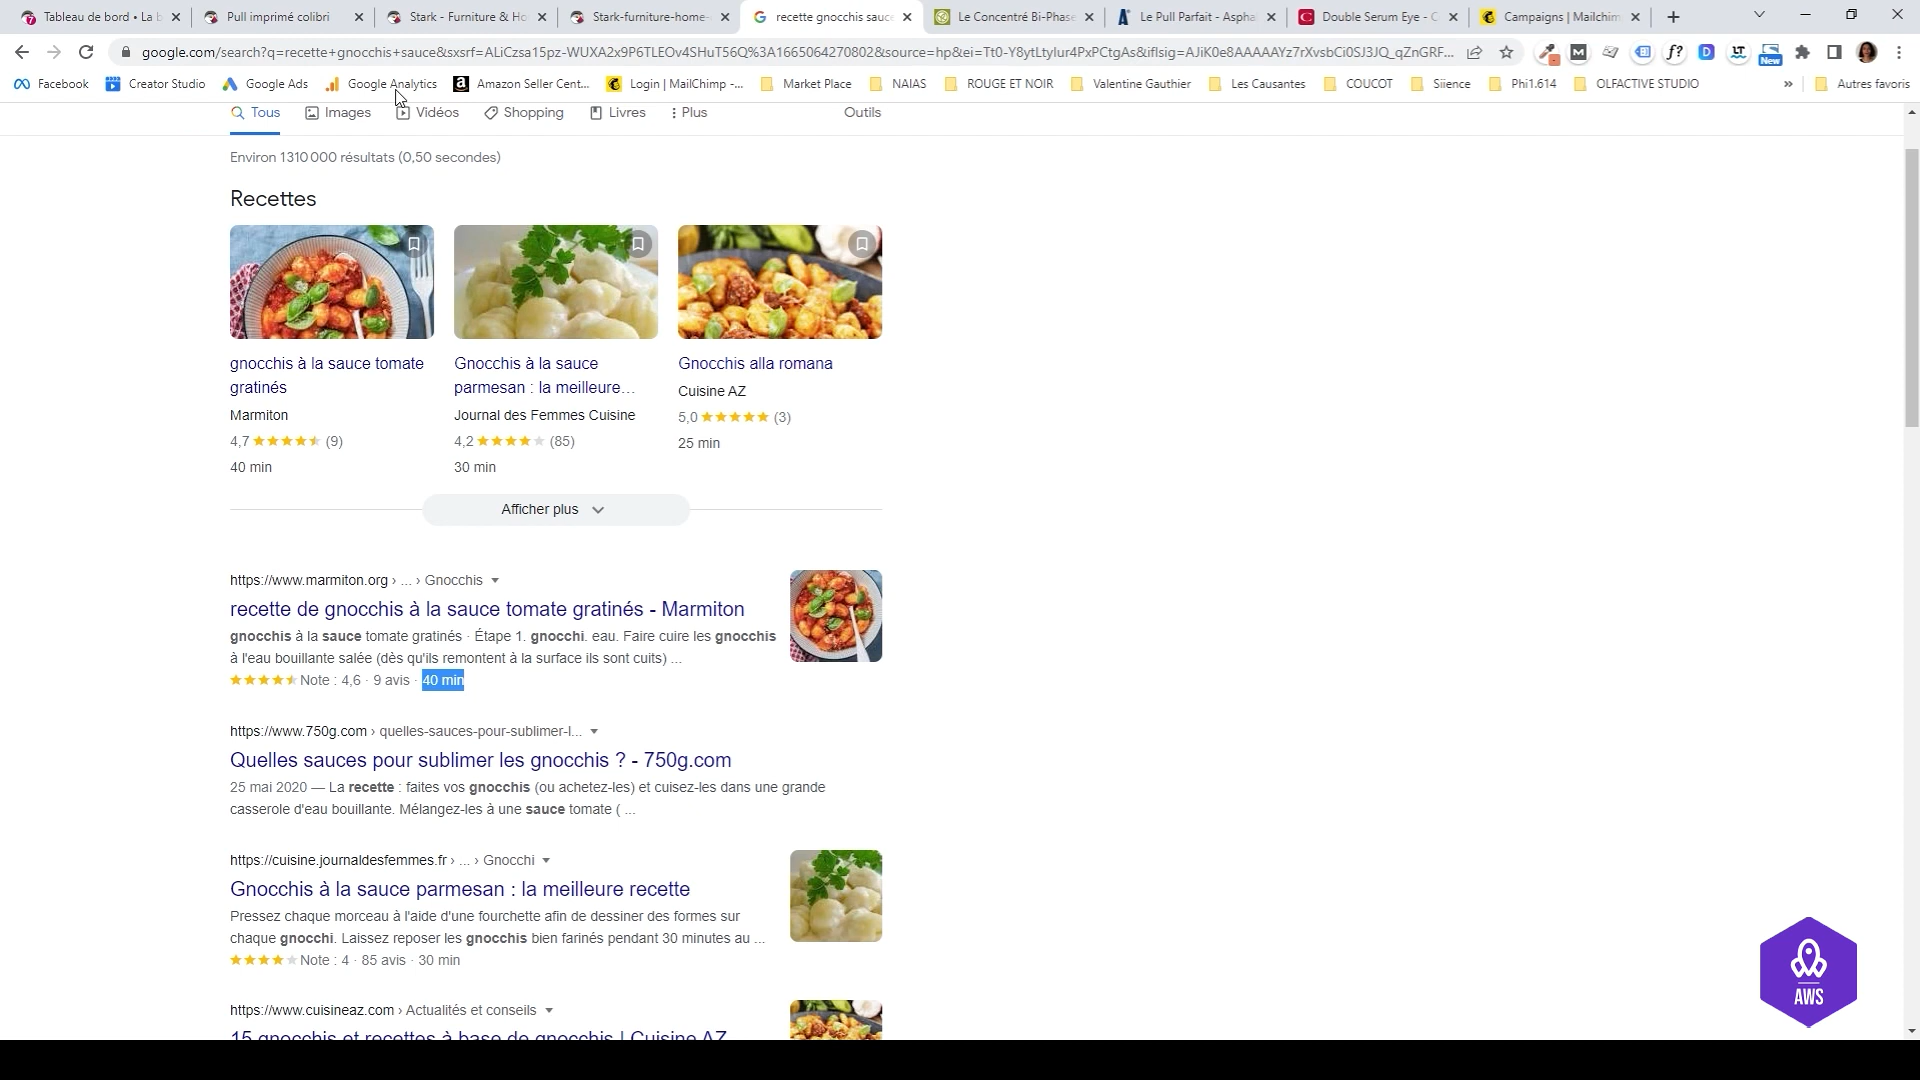 Tableau de bord • La b
Pull imprimé colibri
Stark - Furniture & Ho
Stark-furniture-home-
recette gnocchis sauc
Le Concentré Bi-Phase
Le Pull Parfait - Aspha
Double Serum Eye - C
Campaigns | Mailchim
google.com/search?q=recette+gnocchis+sauce&sxsrf=ALiCzsa15pz-WUXA2x9P6TLEOv4SHuT56Q%3A1665064270802&source=hp&ei=Tt0-Y8ytLtyIur4PxPCtgAs&iflsig=AJiK0e8AAAAAYz7rXvsbCi0SJ3JQ_qZnGRF...
New
Facebook
Creator Studio
Google Ads
Google Analytics
Amazon Seller Cent...
Login | MailChimp -...
Market Place
NAIAS
ROUGE ET NOIR
Valentine Gauthier
Les Causantes
COUCOT
Siience
Phi1.614
OLFACTIVE STUDIO
»
Autres favoris
Tous
Images
Vidéos
Shopping
Livres
Plus
Outils
Environ 1 310 000 résultats (0,50 secondes)
Recettes
gnocchis à la sauce tomate
gratinés
Marmiton
4,7 (9)
40 min
Gnocchis à la sauce
parmesan : la meilleure...
Journal des Femmes Cuisine
4,2 (85)
30 min
Gnocchis alla romana
Cuisine AZ
5,0 (3)
25 min
Afficher plus
https://www.marmiton.org › ... › Gnocchis
recette de gnocchis à la sauce tomate gratinés - Marmiton
gnocchis à la sauce tomate gratinés · Étape 1. gnocchi. eau. Faire cuire les gnocchis
à l'eau bouillante salée (dès qu'ils remontent à la surface ils sont cuits) ...
Note : 4,6 · 9 avis · 40 min
https://www.750g.com › quelles-sauces-pour-sublimer-l...
Quelles sauces pour sublimer les gnocchis ? - 750g.com
25 mai 2020 — La recette : faites vos gnocchis (ou achetez-les) et cuisez-les dans une grande
casserole d'eau bouillante. Mélangez-les à une sauce tomate ( ...
https://cuisine.journaldesfemmes.fr › ... › Gnocchi
Gnocchis à la sauce parmesan : la meilleure recette
Pressez chaque morceau à l'aide d'une fourchette afin de dessiner des formes sur
chaque gnocchi. Laissez reposer les gnocchis bien farinés pendant 30 minutes au ...
Note : 4 · 85 avis · 30 min
https://www.cuisineaz.com › Actualités et conseils
15 gnocchis et recettes à base de gnocchis | Cuisine AZ
AWS